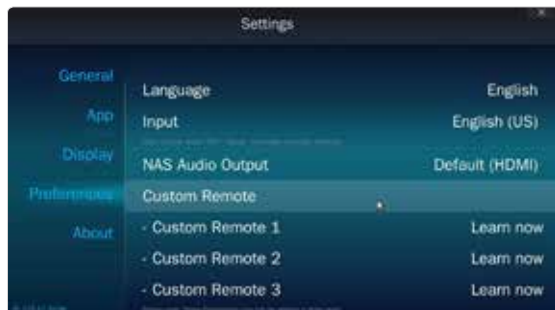 Settings
General
App
Display
Preferences
About
Language English
Input English (US)
NAS Audio Output Default (HDMI)
Custom Remote
- Custom Remote 1 Learn now
- Custom Remote 2 Learn now
- Custom Remote 3 Learn now